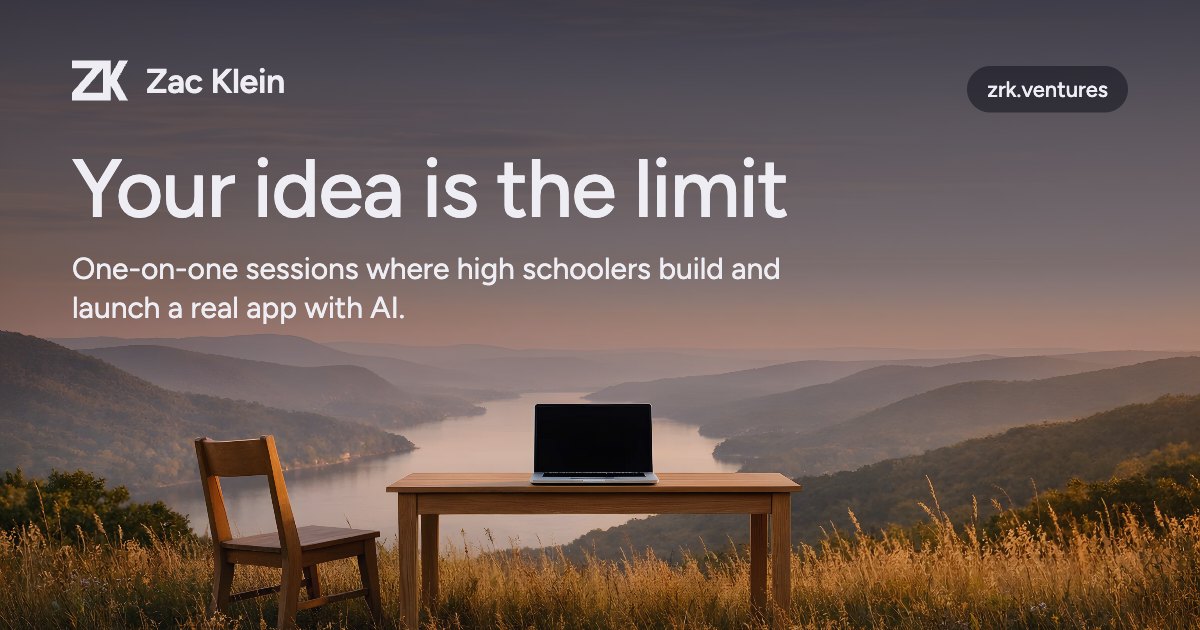 ZK Zac Klein
zrk.ventures
Your idea is the limit
One-on-one sessions where high schoolers build and
launch a real app with AI.